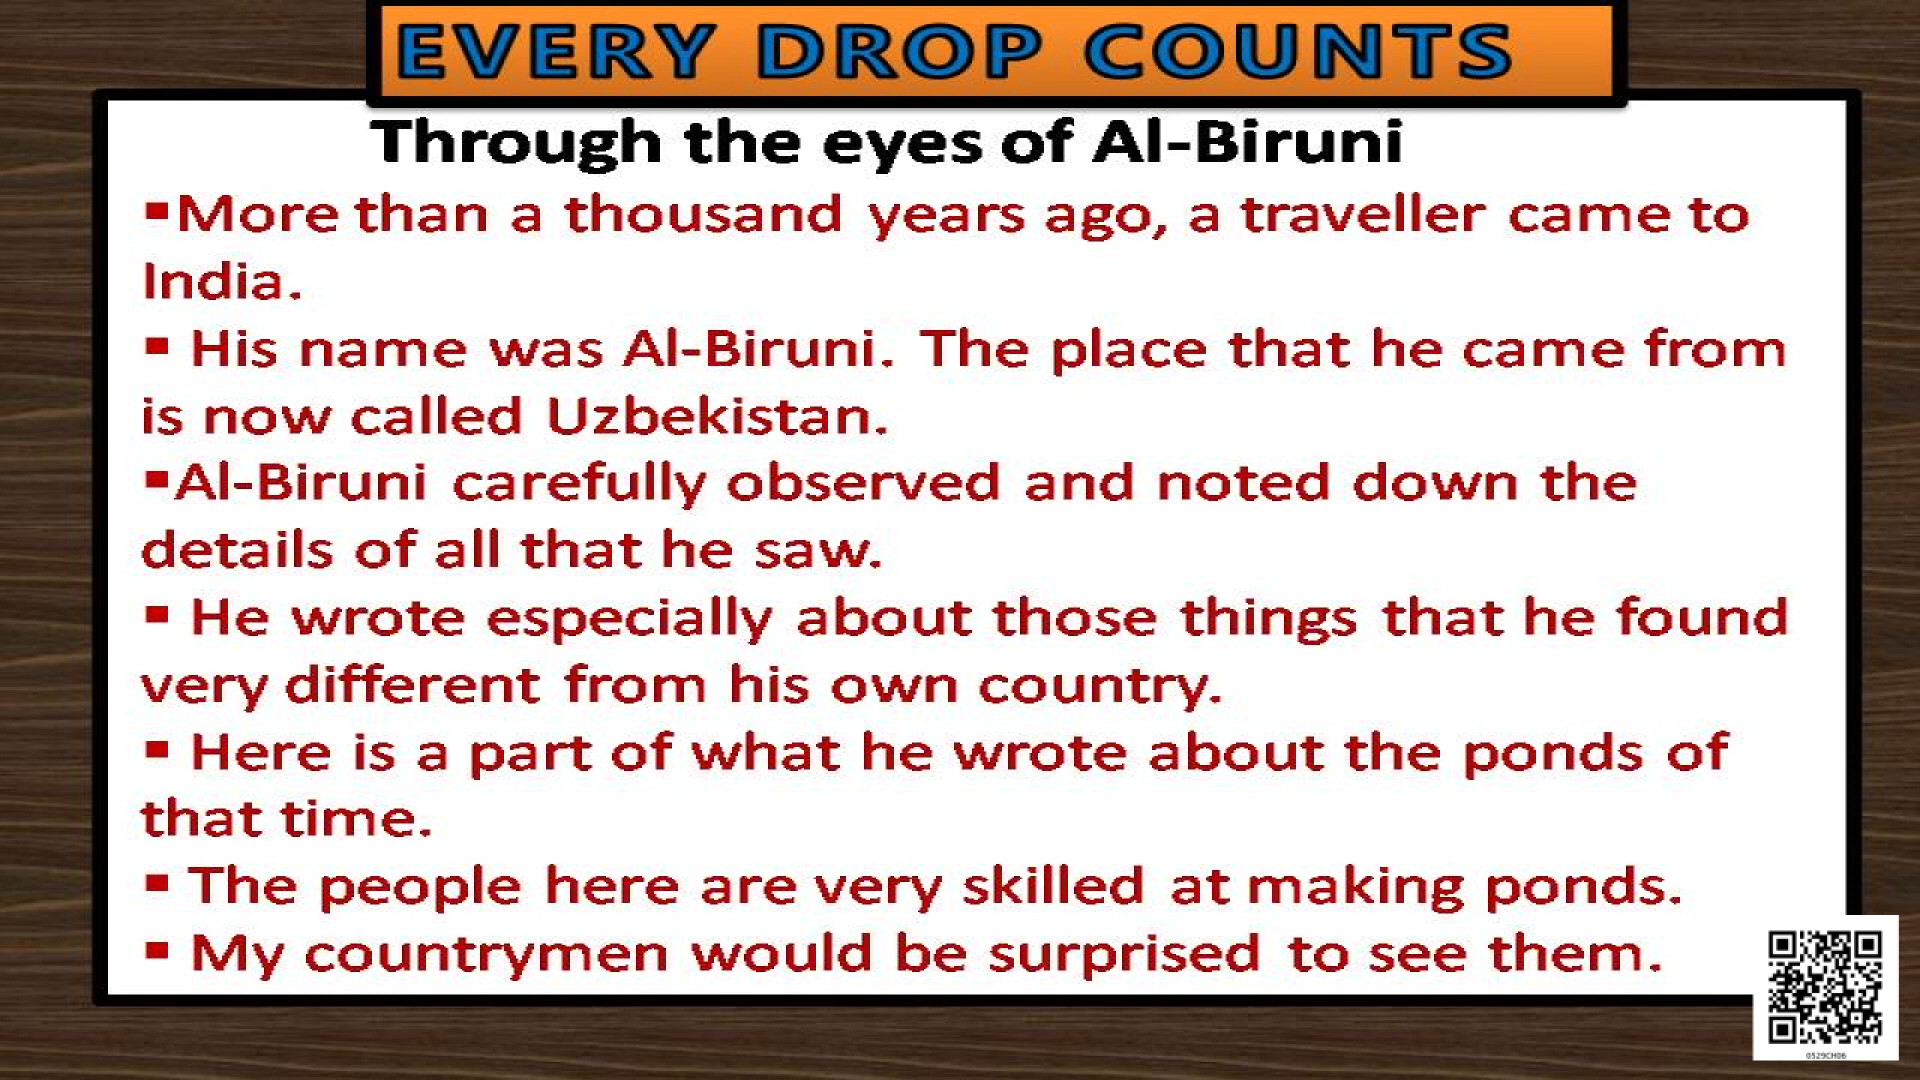 EVERY DROP COUNTS
Through the eyes of Al-Biruni
▪More than a thousand years ago, a traveller came to
India.
▪ His name was Al-Biruni. The place that he came from
is now called Uzbekistan.
▪Al-Biruni carefully observed and noted down the
details of all that he saw.
▪ He wrote especially about those things that he found
very different from his own country.
▪ Here is a part of what he wrote about the ponds of
that time.
▪ The people here are very skilled at making ponds.
▪ My countrymen would be surprised to see them.
0529CH06